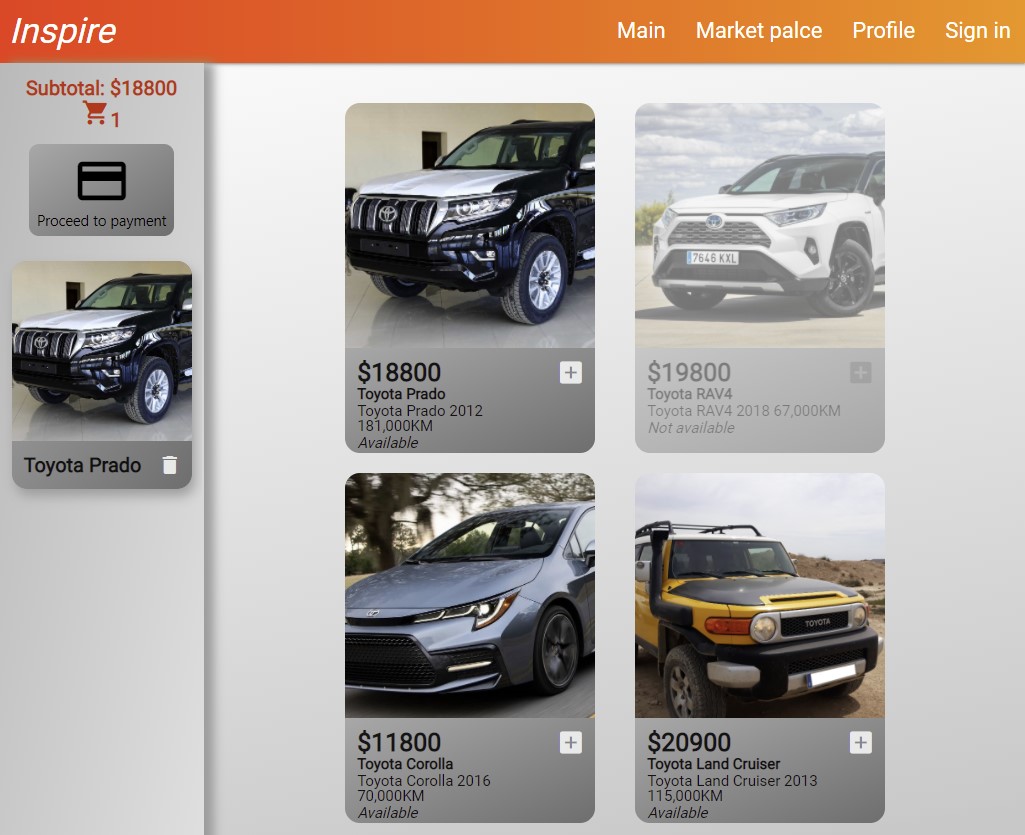 Inspire
Main
Market palce
Profile
Sign in
Subtotal: $18800
1
Proceed to payment
Toyota Prado
$18800
Toyota Prado
Toyota Prado 2012
181,000KM
Available
7646 KXL
$19800
Toyota RAV4
Toyota RAV4 2018 67,000KM
Not available
$11800
Toyota Corolla
Toyota Corolla 2016
70,000KM
Available
TOYOTA
$20900
Toyota Land Cruiser
Toyota Land Cruiser 2013
115,000KM
Available